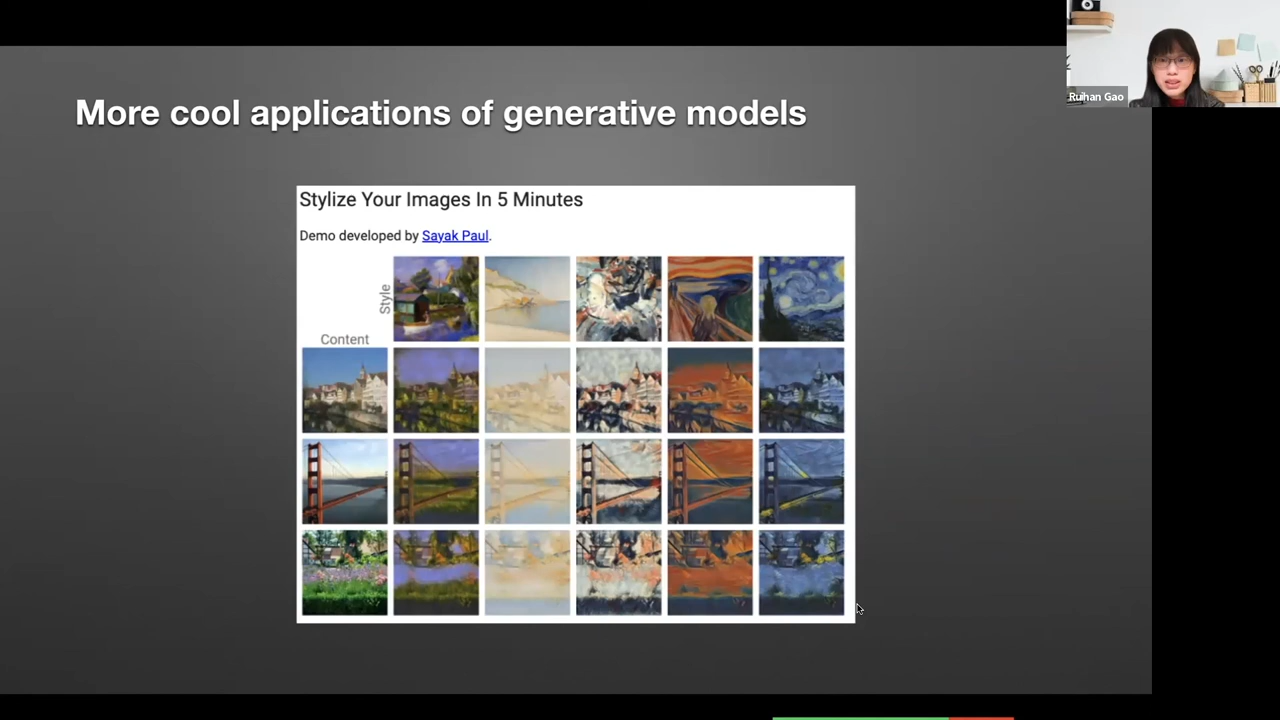 More cool applications of generative models
Ruihan Gao
Stylize Your Images In 5 Minutes
Demo developed by Sayak Paul.
Style
Content